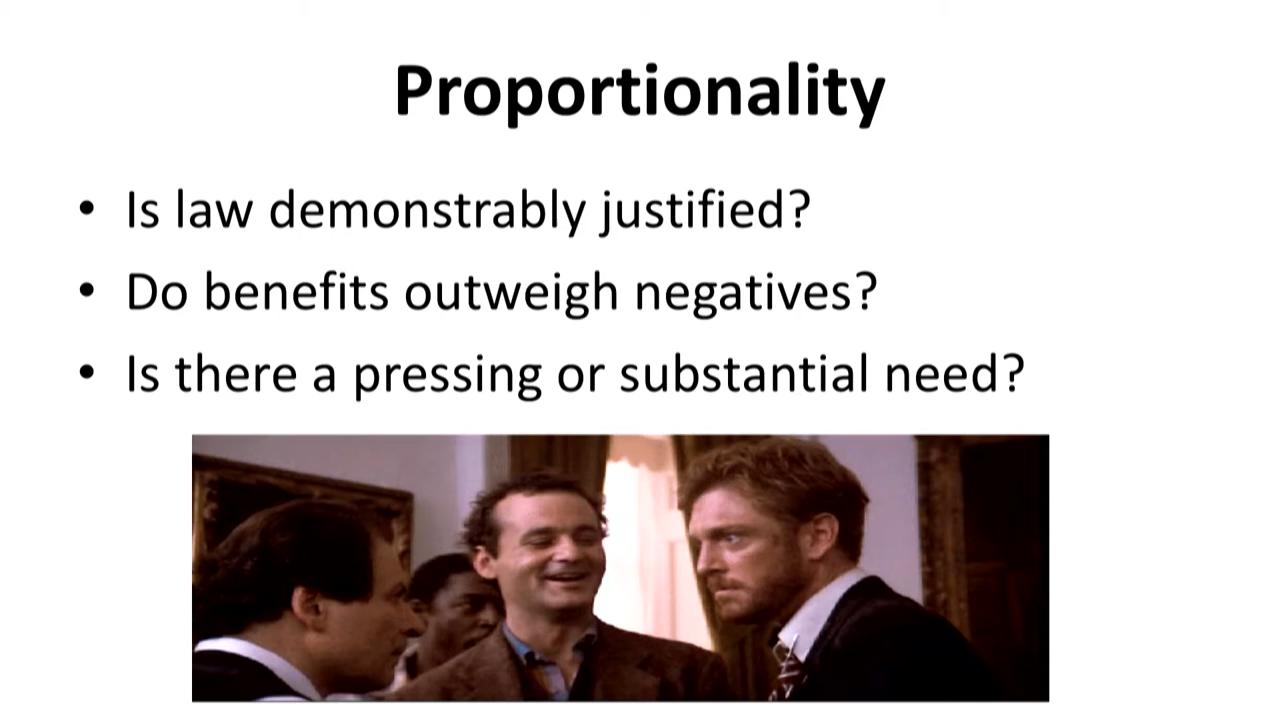 Proportionality
• Is law demonstrably justified?
• Do benefits outweigh negatives?
• Is there a pressing or substantial need?